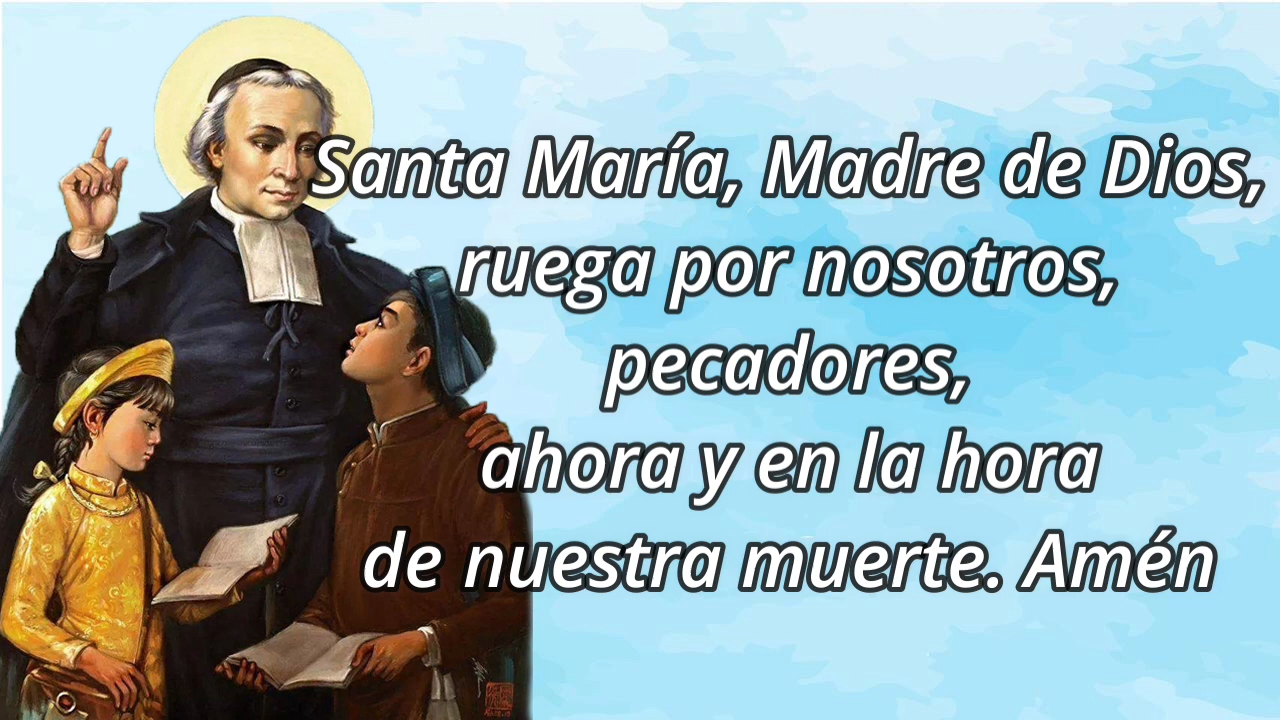 Santa María, Madre de Dios,
ruega por nosotros,
pecadores,
ahora y en la hora
de nuestra muerte. Amén